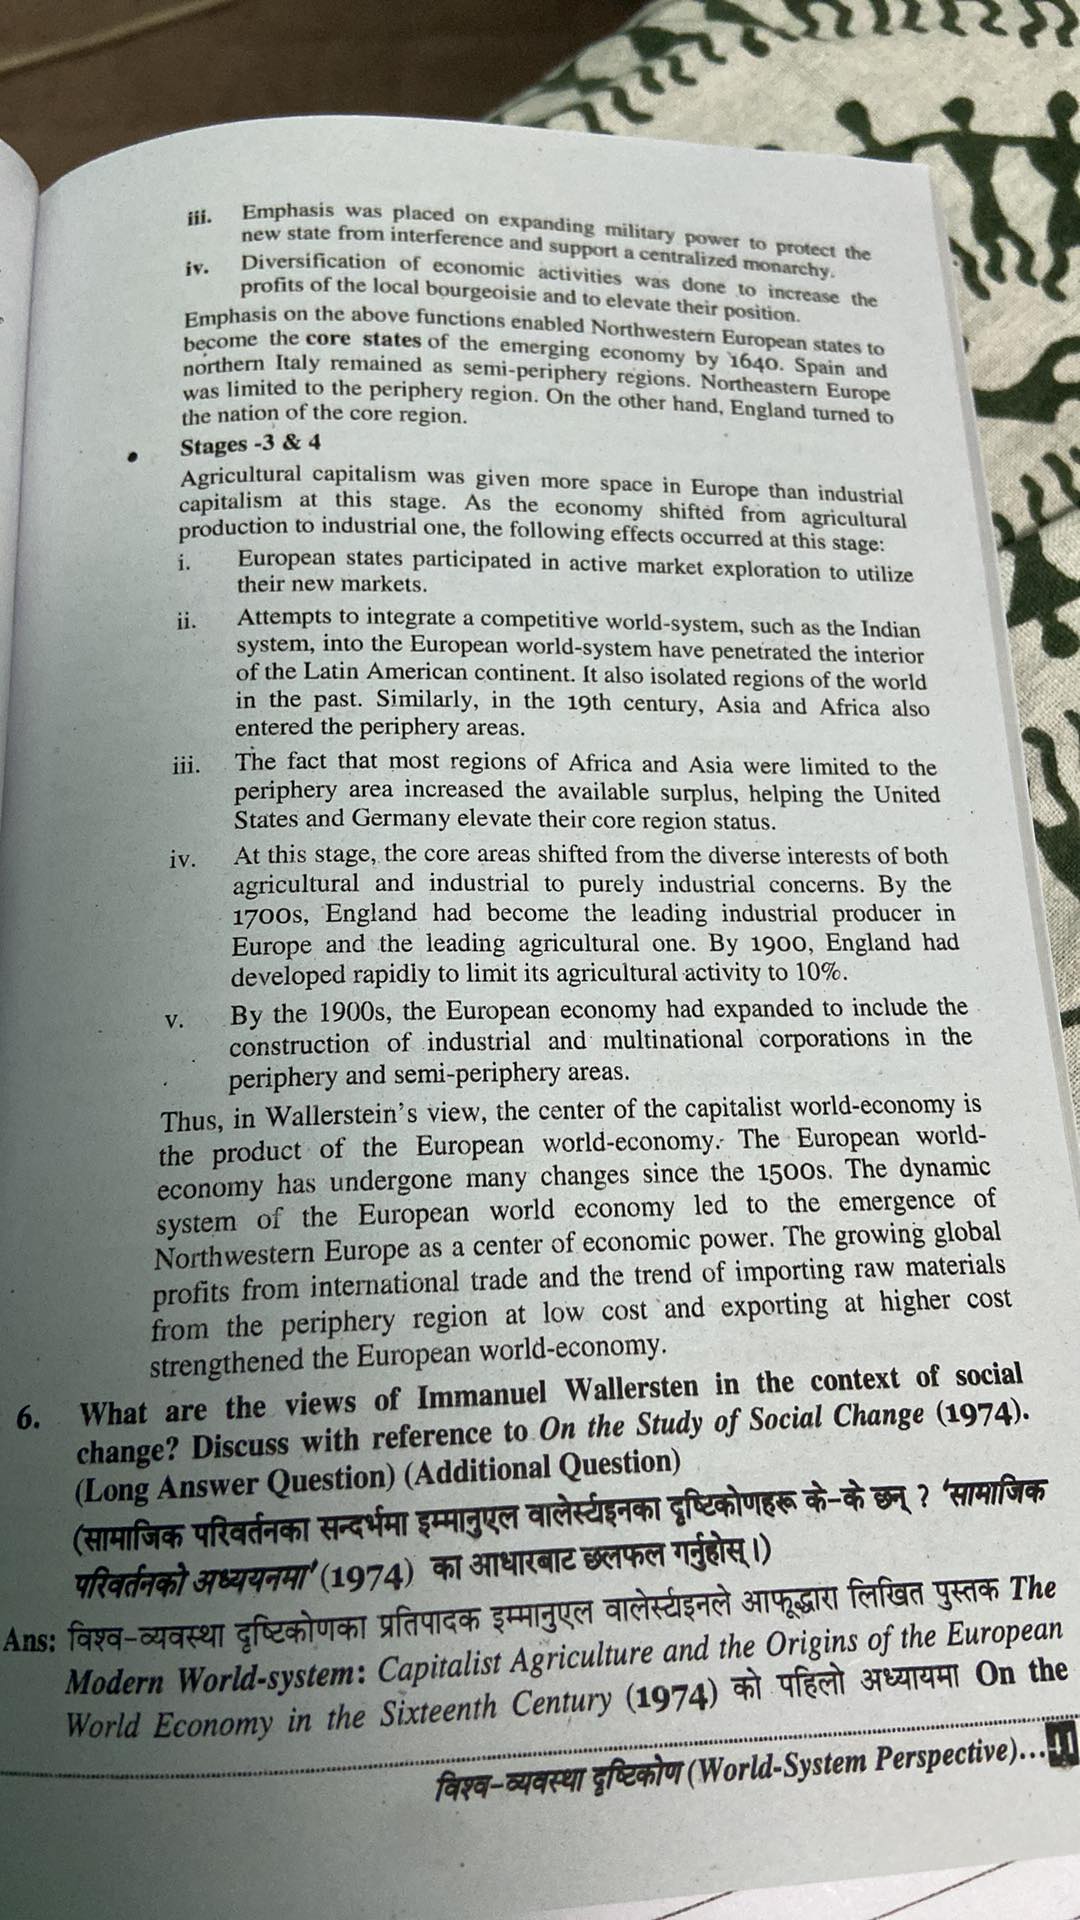 iii. Emphasis was placed on expanding military power to protect the
new state from interference and support a centralized monarchy.
iv. Diversification of economic activities was done to increase the
profits of the local bourgeoisie and to elevate their position.
Emphasis on the above functions enabled Northwestern European states to
become the core states of the emerging economy by 1640. Spain and
northern Italy remained as semi-periphery regions. Northeastern Europe
was limited to the periphery region. On the other hand, England turned to
the nation of the core region.
• Stages -3 & 4
Agricultural capitalism was given more space in Europe than industrial
capitalism at this stage. As the economy shifted from agricultural
production to industrial one, the following effects occurred at this stage:
i. European states participated in active market exploration to utilize
their new markets.
ii. Attempts to integrate a competitive world-system, such as the Indian
system, into the European world-system have penetrated the interior
of the Latin American continent. It also isolated regions of the world
in the past. Similarly, in the 19th century, Asia and Africa also
entered the periphery areas.
iii. The fact that most regions of Africa and Asia were limited to the
periphery area increased the available surplus, helping the United
States and Germany elevate their core region status.
iv. At this stage, the core areas shifted from the diverse interests of both
agricultural and industrial to purely industrial concerns. By the
1700s, England had become the leading industrial producer in
Europe and the leading agricultural one. By 1900, England had
developed rapidly to limit its agricultural activity to 10%.
v. By the 1900s, the European economy had expanded to include the
construction of industrial and multinational corporations in the
periphery and semi-periphery areas.
Thus, in Wallerstein's view, the center of the capitalist world-economy is
the product of the European world-economy. The European world-
economy has undergone many changes since the 1500s. The dynamic
system of the European world economy led to the emergence of
Northwestern Europe as a center of economic power. The growing global
profits from international trade and the trend of importing raw materials
from the periphery region at low cost and exporting at higher cost
strengthened the European world-economy.
6. What are the views of Immanuel Wallersten in the context of social
change? Discuss with reference to On the Study of Social Change (1974).
(Long Answer Question) (Additional Question)
(सामाजिक परिवर्तनका सन्दर्भमा इम्मानुएल वालेर्स्टाइनका दृष्टिकोणहरू के-के छन् ? 'सामाजिक
परिवर्तनको अध्ययनमा' (1974) का आधारबाट छलफल गर्नुहोस् ।)
Ans: विश्व-व्यवस्था दृष्टिकोणका प्रतिपादक इम्मानुएल वालेर्स्टाइनले आफूद्धारा लिखित पुस्तक The
Modern World-system: Capitalist Agriculture and the Origins of the European
World Economy in the Sixteenth Century (1974) को पहिलो अध्यायमा On the
विश्व-व्यवस्था दृष्टिकोण (World-System Perspective)...